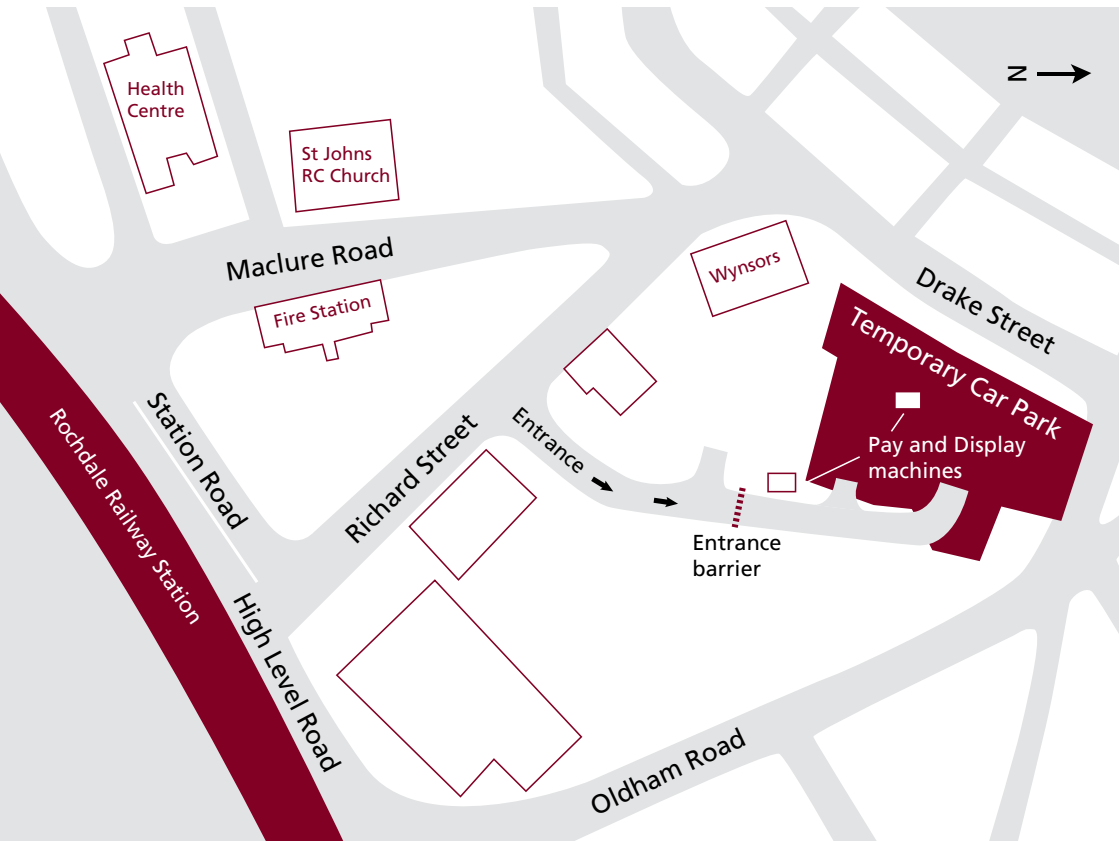 N
Health
Centre
St Johns
RC Church
Maclure Road
Wynsors
Fire Station
Drake Street
Temporary Car Park
Station Road
Rochdale Railway Station
Richard Street
Entrance
Pay and Display
machines
Entrance
barrier
High Level Road
Oldham Road